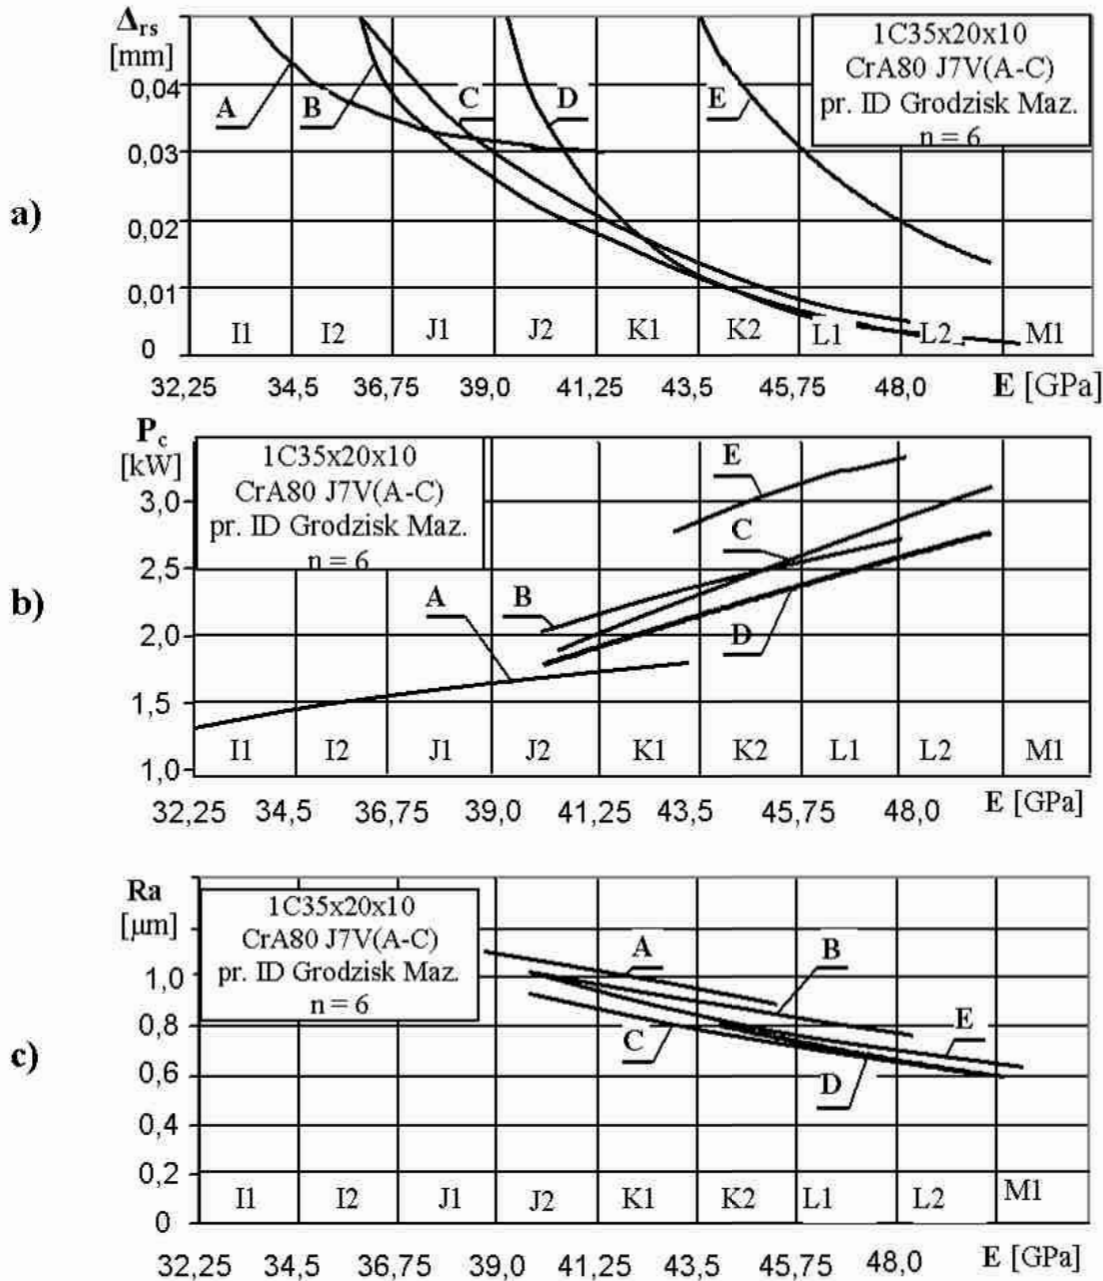 a)
Δrs
[mm]
0,04
0,03
0,02
0,01
0
A
B
C
D
E
1C35x20x10
CrA80 J7V(A-C)
pr. ID Grodzisk Maz.
n = 6
I1 I2 J1 J2 K1 K2 L1 L2 M1
32,25 34,5 36,75 39,0 41,25 43,5 45,75 48,0 E [GPa]
b)
Pc
[kW]
3,0
2,5
2,0
1,5
1,0
1C35x20x10
CrA80 J7V(A-C)
pr. ID Grodzisk Maz.
n = 6
A
B
E
C
D
I1 I2 J1 J2 K1 K2 L1 L2 M1
32,25 34,5 36,75 39,0 41,25 43,5 45,75 48,0 E [GPa]
c)
Ra
[µm]
1,0
0,8
0,6
0,4
0,2
0
1C35x20x10
CrA80 J7V(A-C)
pr. ID Grodzisk Maz.
n = 6
A
B
C
E
D
I1 I2 J1 J2 K1 K2 L1 L2 M1
32,25 34,5 36,75 39,0 41,25 43,5 45,75 48,0 E [GPa]